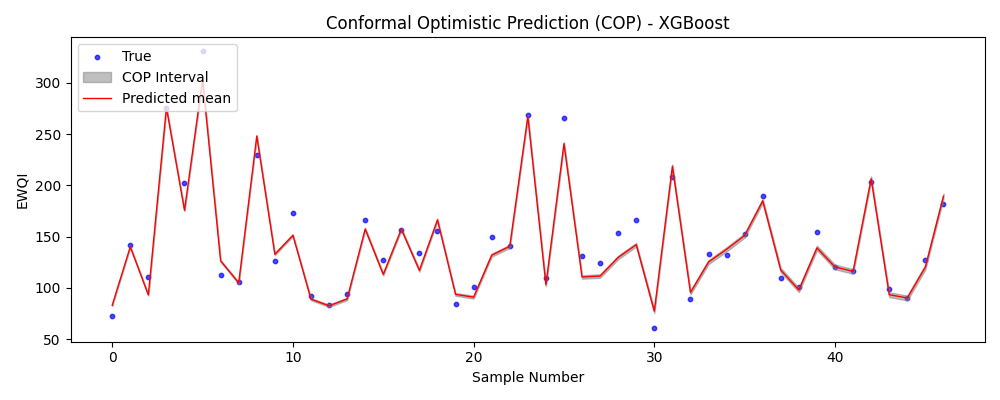 Conformal Optimistic Prediction (COP) - XGBoost
True
COP Interval
Predicted mean
300
250
200
150
100
50
EWQI
0 10 20 30 40
Sample Number